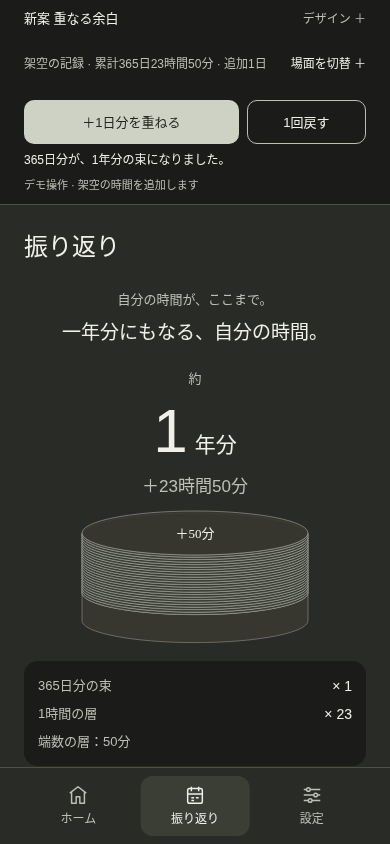 新案 重なる余白
デザイン ＋
架空の記録 · 累計365日23時間50分 · 追加1日
場面を切替 ＋
＋1日分を重ねる
1回戻す
365日分が、1年分の束になりました。
デモ操作 · 架空の時間を追加します
振り返り
自分の時間が、ここまで。
一年分にもなる、自分の時間。
約
1 年分
＋23時間50分
＋50分
365日分の束
× 1
1時間の層
× 23
端数の層：50分
ホーム
振り返り
設定